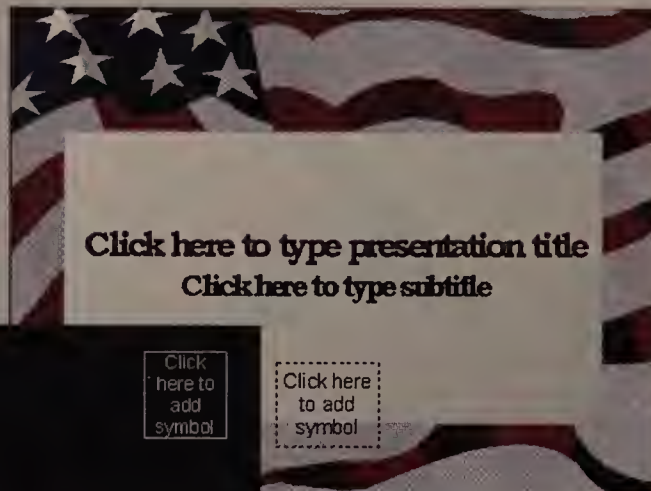 Click here to type presentation title
Click here to type subtitle
Click
here to
add
symbol
Click here
to add
symbol